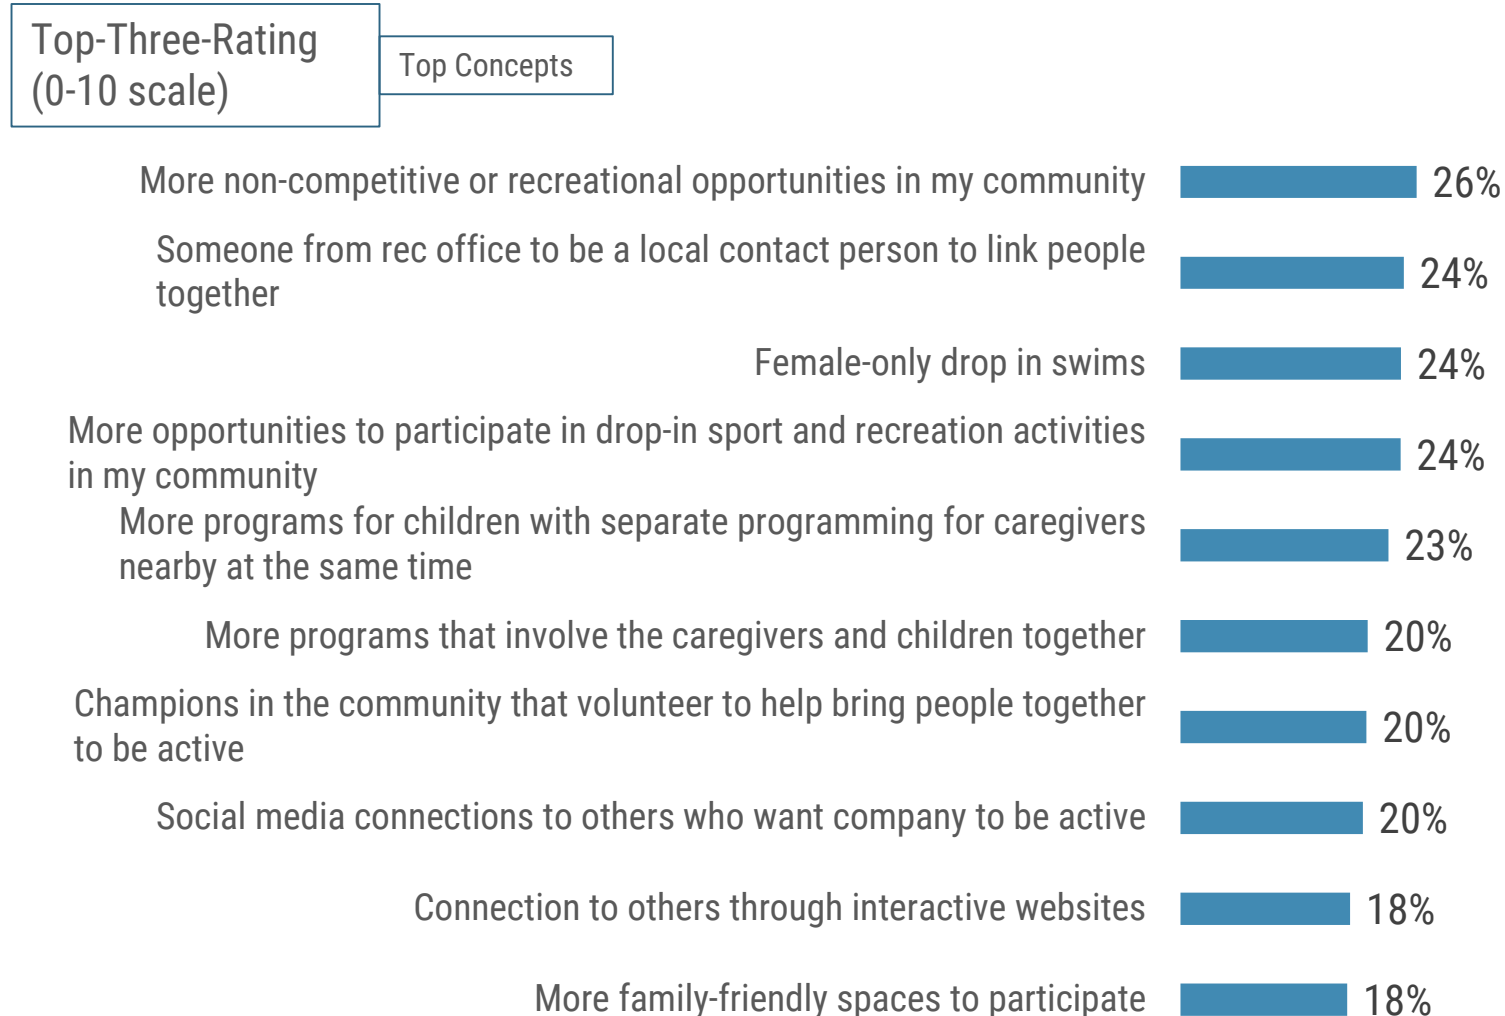 Top-Three-Rating
(0-10 scale)
Top Concepts
More non-competitive or recreational opportunities in my community
26%
Someone from rec office to be a local contact person to link people
together
24%
Female-only drop in swims
24%
More opportunities to participate in drop-in sport and recreation activities
in my community
24%
More programs for children with separate programming for caregivers
nearby at the same time
23%
More programs that involve the caregivers and children together
20%
Champions in the community that volunteer to help bring people together
to be active
20%
Social media connections to others who want company to be active
20%
Connection to others through interactive websites
18%
More family-friendly spaces to participate
18%